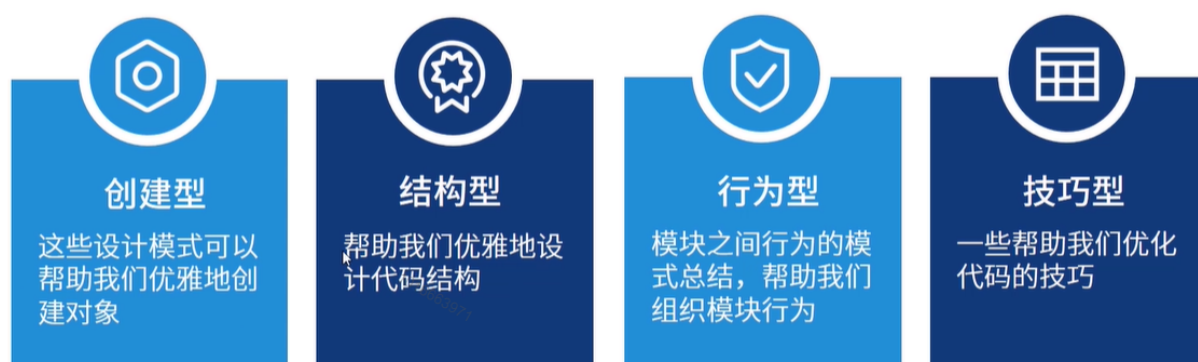 创建型
这些设计模式可以
帮助我们优雅地创
建对象
结构型
帮助我们优雅地设
计代码结构
行为型
模块之间行为的模
式总结，帮助我们
组织模块行为
技巧型
一些帮助我们优化
代码的技巧